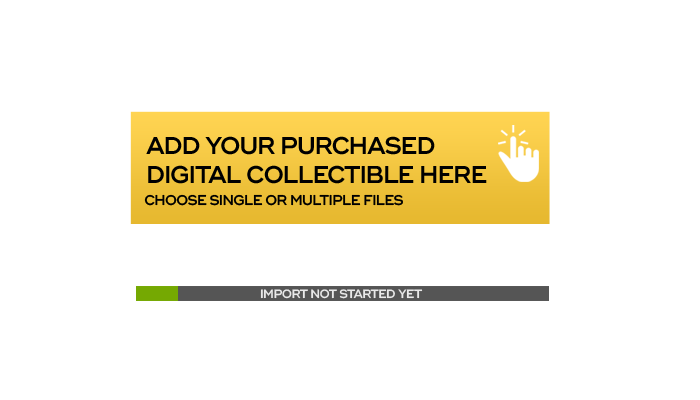 ADD YOUR PURCHASED
DIGITAL COLLECTIBLE HERE
CHOOSE SINGLE OR MULTIPLE FILES
IMPORT NOT STARTED YET